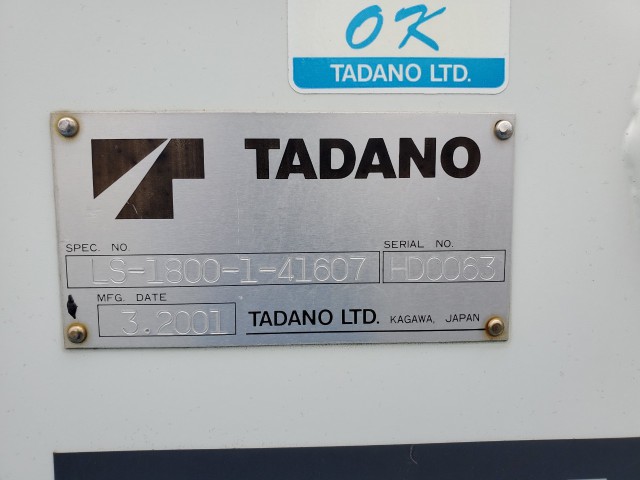 OK
TADANO LTD.
TADANO
SPEC. NO.
SERIAL NO.
LS-1800-1-41607
HD0063
MFG. DATE
3.2001
TADANO LTD. KAGAWA, JAPAN